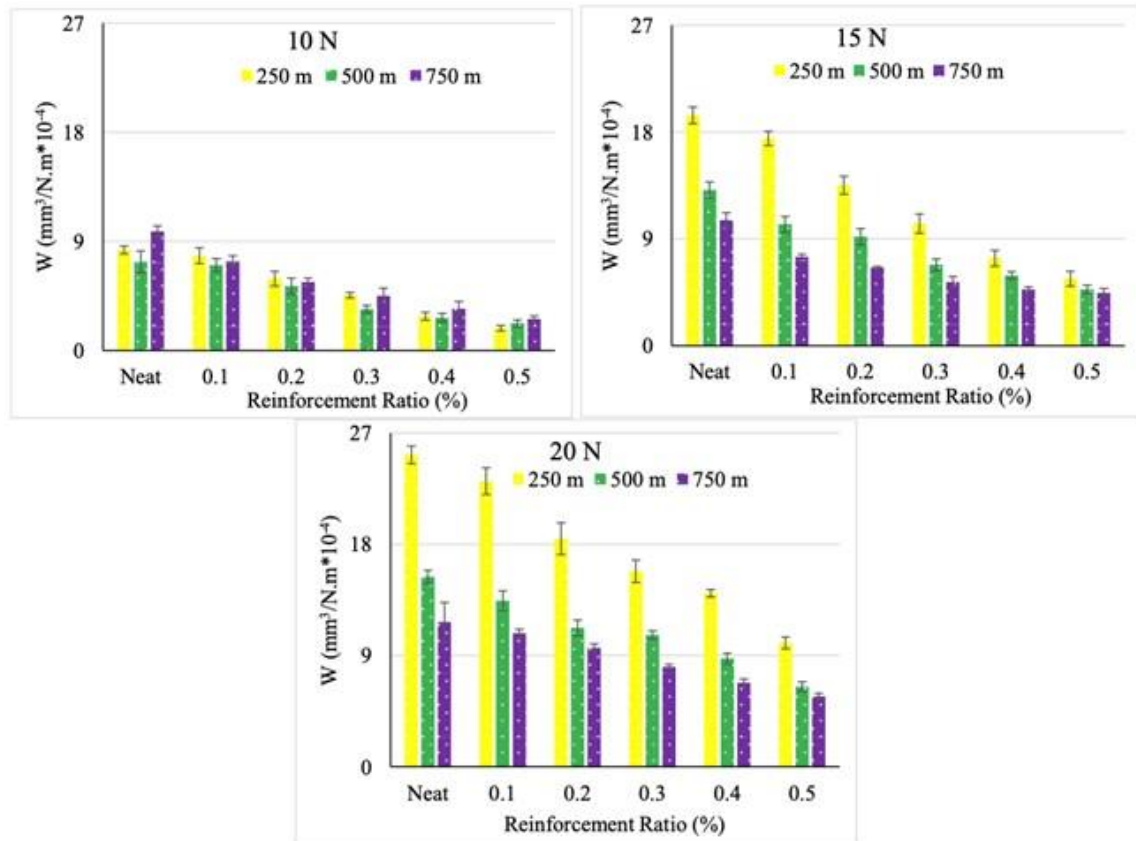 10 N
250 m 500 m 750 m
27
18
9
0
W (mm³/N.m*10⁻⁴)
Neat 0.1 0.2 0.3 0.4 0.5
Reinforcement Ratio (%)
15 N
250 m 500 m 750 m
27
18
9
0
W (mm³/N.m*10⁻⁴)
Neat 0.1 0.2 0.3 0.4 0.5
Reinforcement Ratio (%)
20 N
250 m 500 m 750 m
27
18
9
0
W (mm³/N.m*10⁻⁴)
Neat 0.1 0.2 0.3 0.4 0.5
Reinforcement Ratio (%)